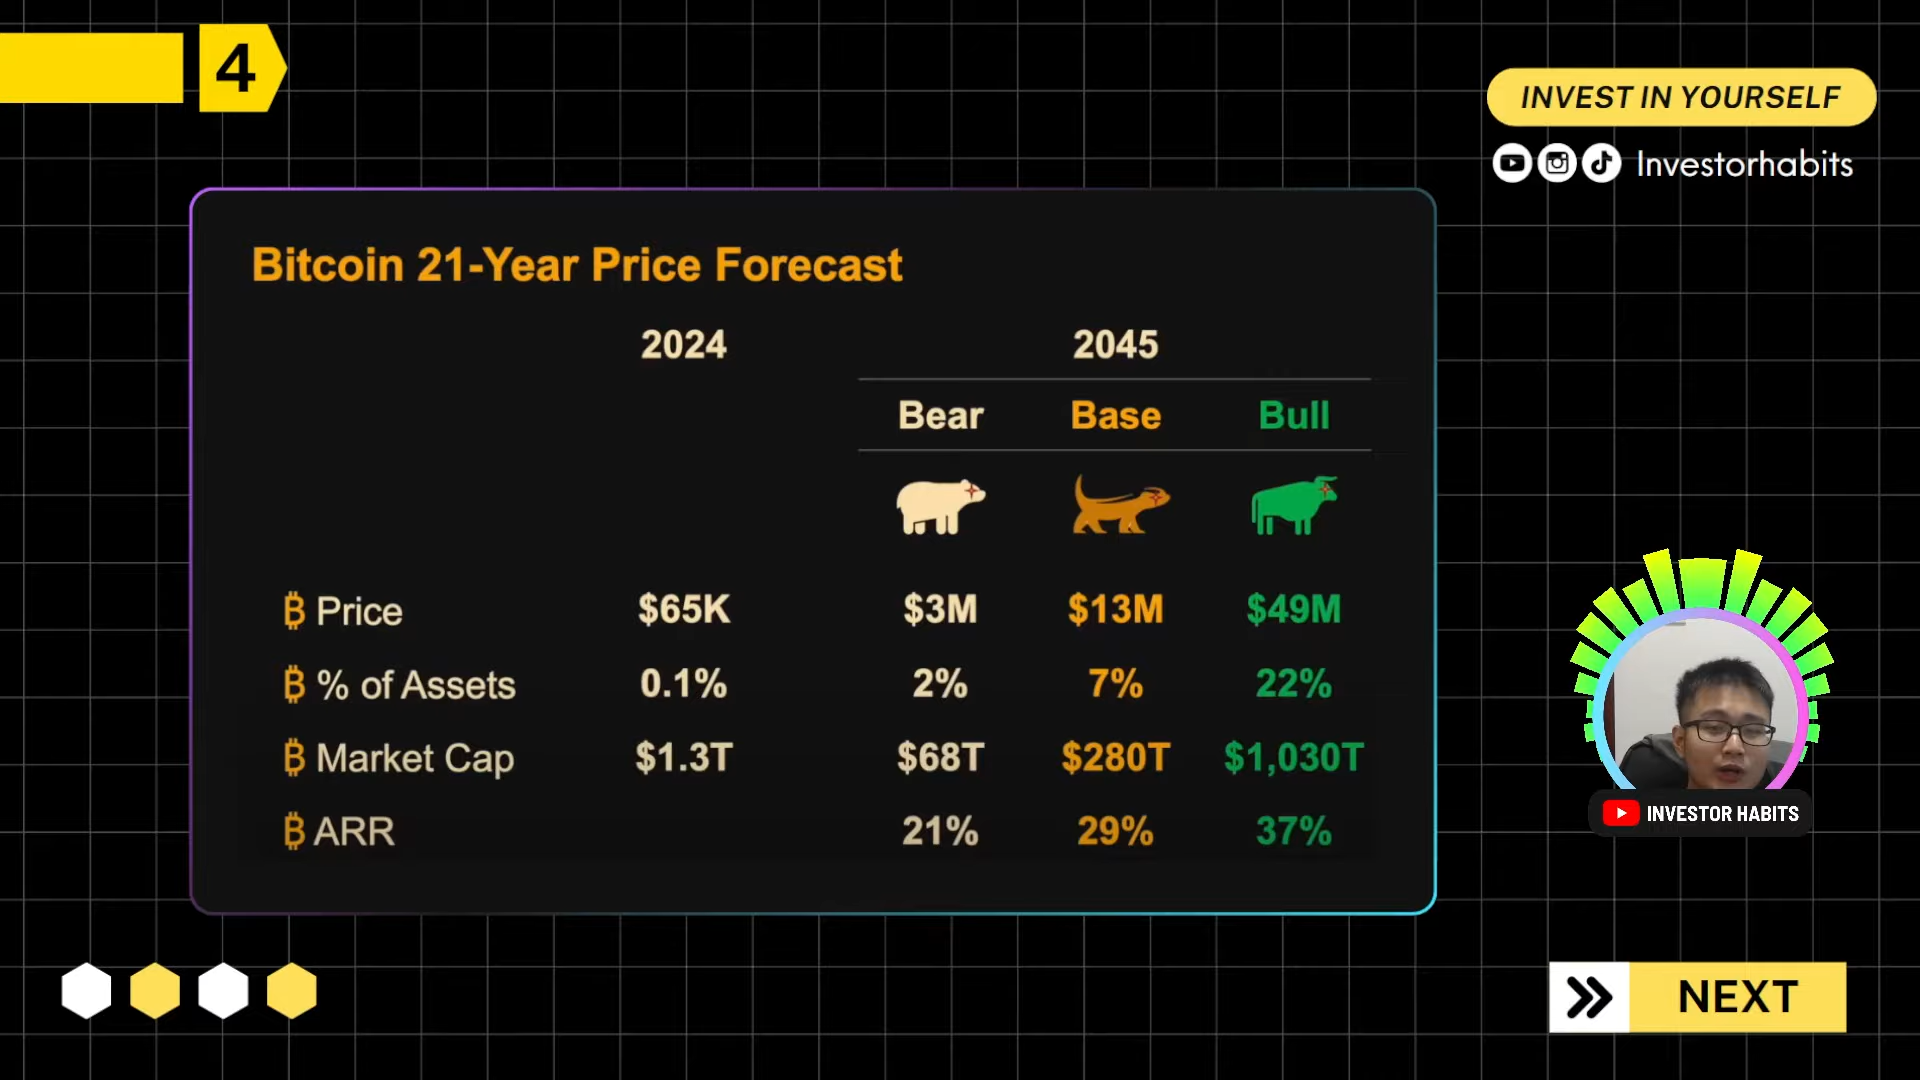 4
INVEST IN YOURSELF
Investorhabits
Bitcoin 21-Year Price Forecast
2024 2045
Bear Base Bull
₿ Price $65K $3M $13M $49M
₿ % of Assets 0.1% 2% 7% 22%
₿ Market Cap $1.3T $68T $280T $1,030T
₿ ARR 21% 29% 37%
INVESTOR HABITS
NEXT